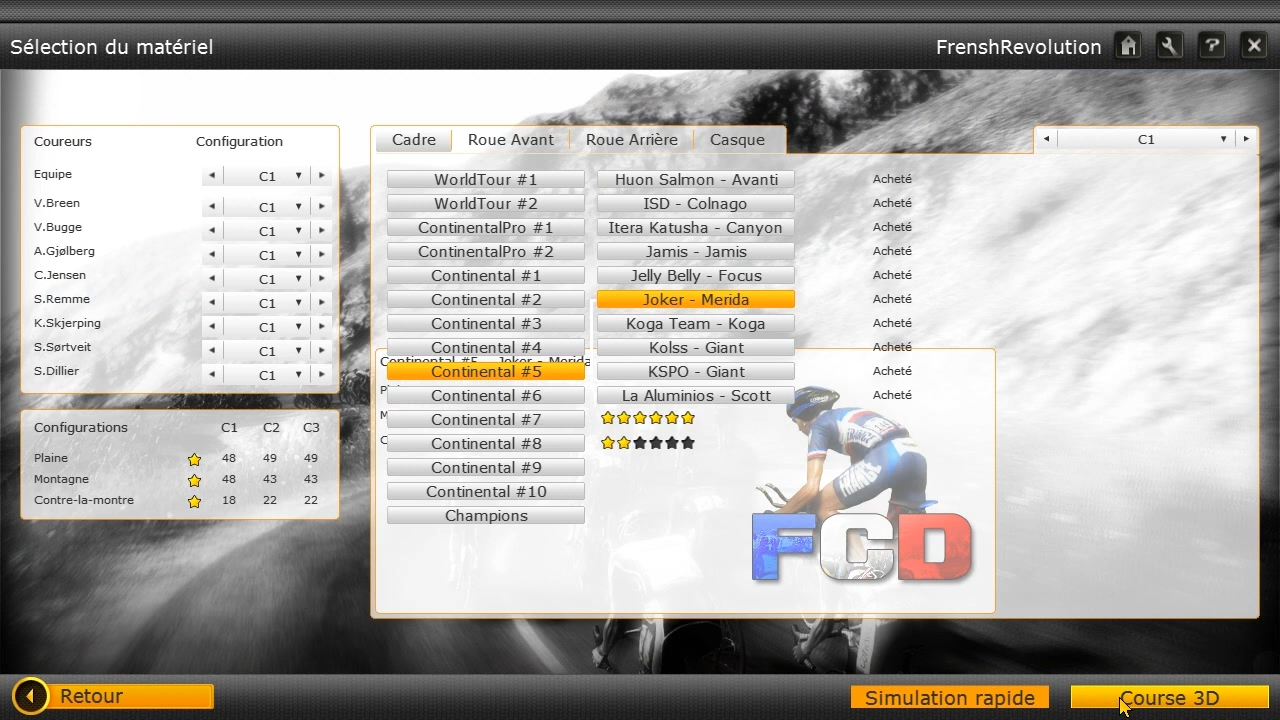 Sélection du matériel
FrenshRevolution
Coureurs Configuration
Equipe C1
V.Breen C1
V.Bugge C1
A.Gjølberg C1
C.Jensen C1
S.Remme C1
K.Skjerping C1
S.Sørtveit C1
S.Dillier C1
Configurations C1 C2 C3
Plaine 48 49 49
Montagne 48 43 43
Contre-la-montre 18 22 22
Cadre Roue Avant Roue Arrière Casque
C1
WorldTour #1 Huon Salmon - Avanti Acheté
WorldTour #2 ISD - Colnago Acheté
ContinentalPro #1 Itera Katusha - Canyon Acheté
ContinentalPro #2 Jamis - Jamis Acheté
Continental #1 Jelly Belly - Focus Acheté
Continental #2 Joker - Merida Acheté
Continental #3 Koga Team - Koga Acheté
Continental #4 Kolss - Giant Acheté
Continental #5 - Joker - Merida
Continental #5 KSPO - Giant Acheté
Continental #6 La Aluminios - Scott Acheté
Continental #7
Continental #8
Continental #9
Continental #10
Champions
FRANCE
FCD
Retour
Simulation rapide
Course 3D